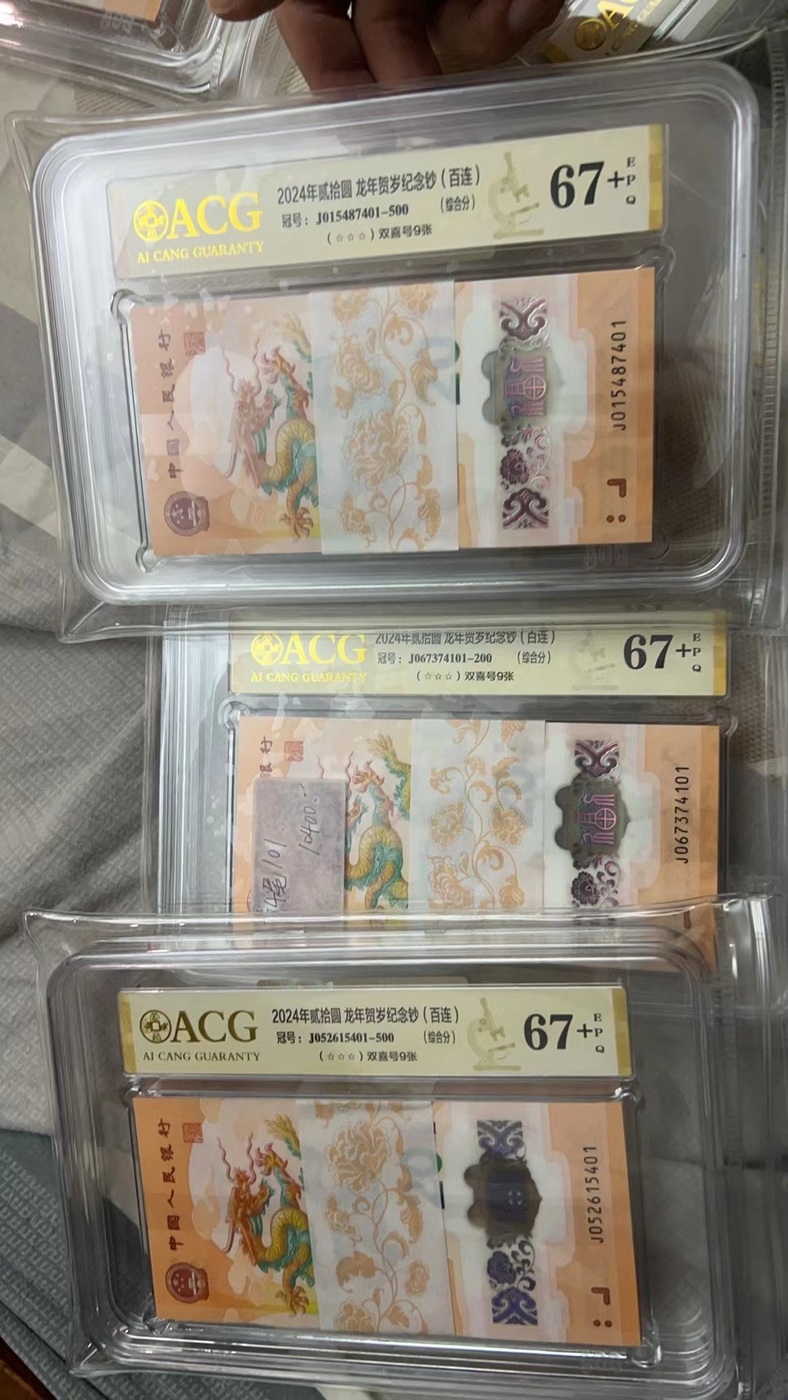 ACG
AI CANG GUARANTY
2024年贰拾圆 龙年贺岁纪念钞（百连）
冠号：J015487401-500 （综合分）
（☆☆☆）双喜号9张
67+
EPQ
中国人民银行
J015487401
ACG
AI CANG GUARANTY
2024年贰拾圆 龙年贺岁纪念钞（百连）
冠号：J067374101-200 （综合分）
（☆☆☆）双喜号9张
67+
EPQ
银行
101
10400.-
J067374101
ACG
AI CANG GUARANTY
2024年贰拾圆 龙年贺岁纪念钞（百连）
冠号：J052615401-500 （综合分）
（☆☆☆）双喜号9张
67+
EPQ
中国人民银行
J052615401